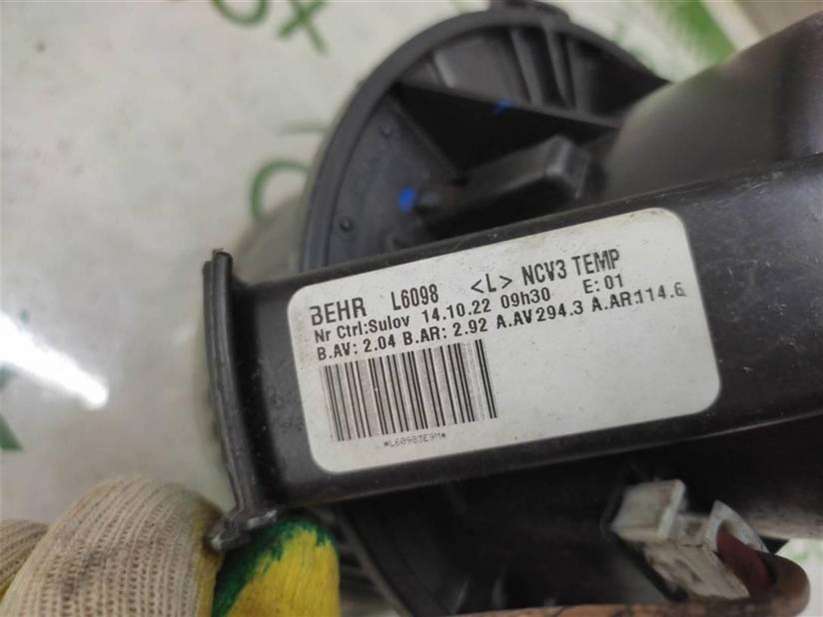 BEHR L6098 <L> NCV3 TEMP
Nr Ctrl:Sulov 14.10.22 09h30 E:01
B.AV: 2.04 B.AR: 2.92 A.AV294.3 A.AR:114.6